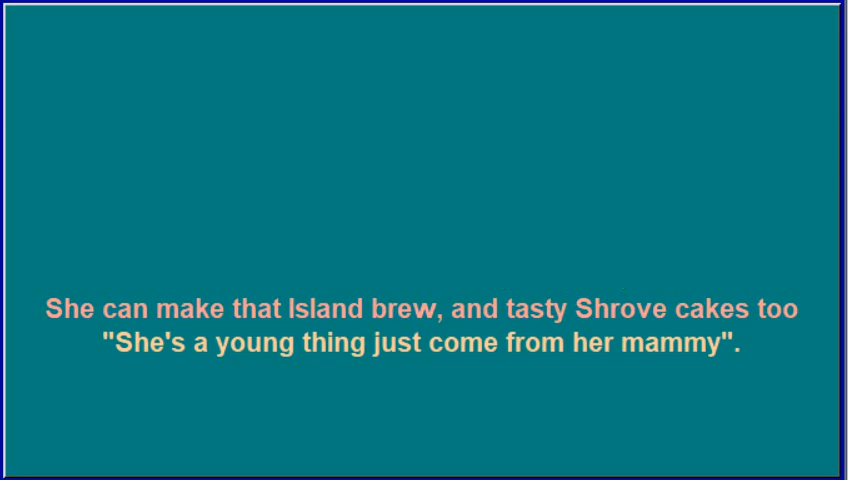 She can make that Island brew, and tasty Shrove cakes too
"She's a young thing just come from her mammy".